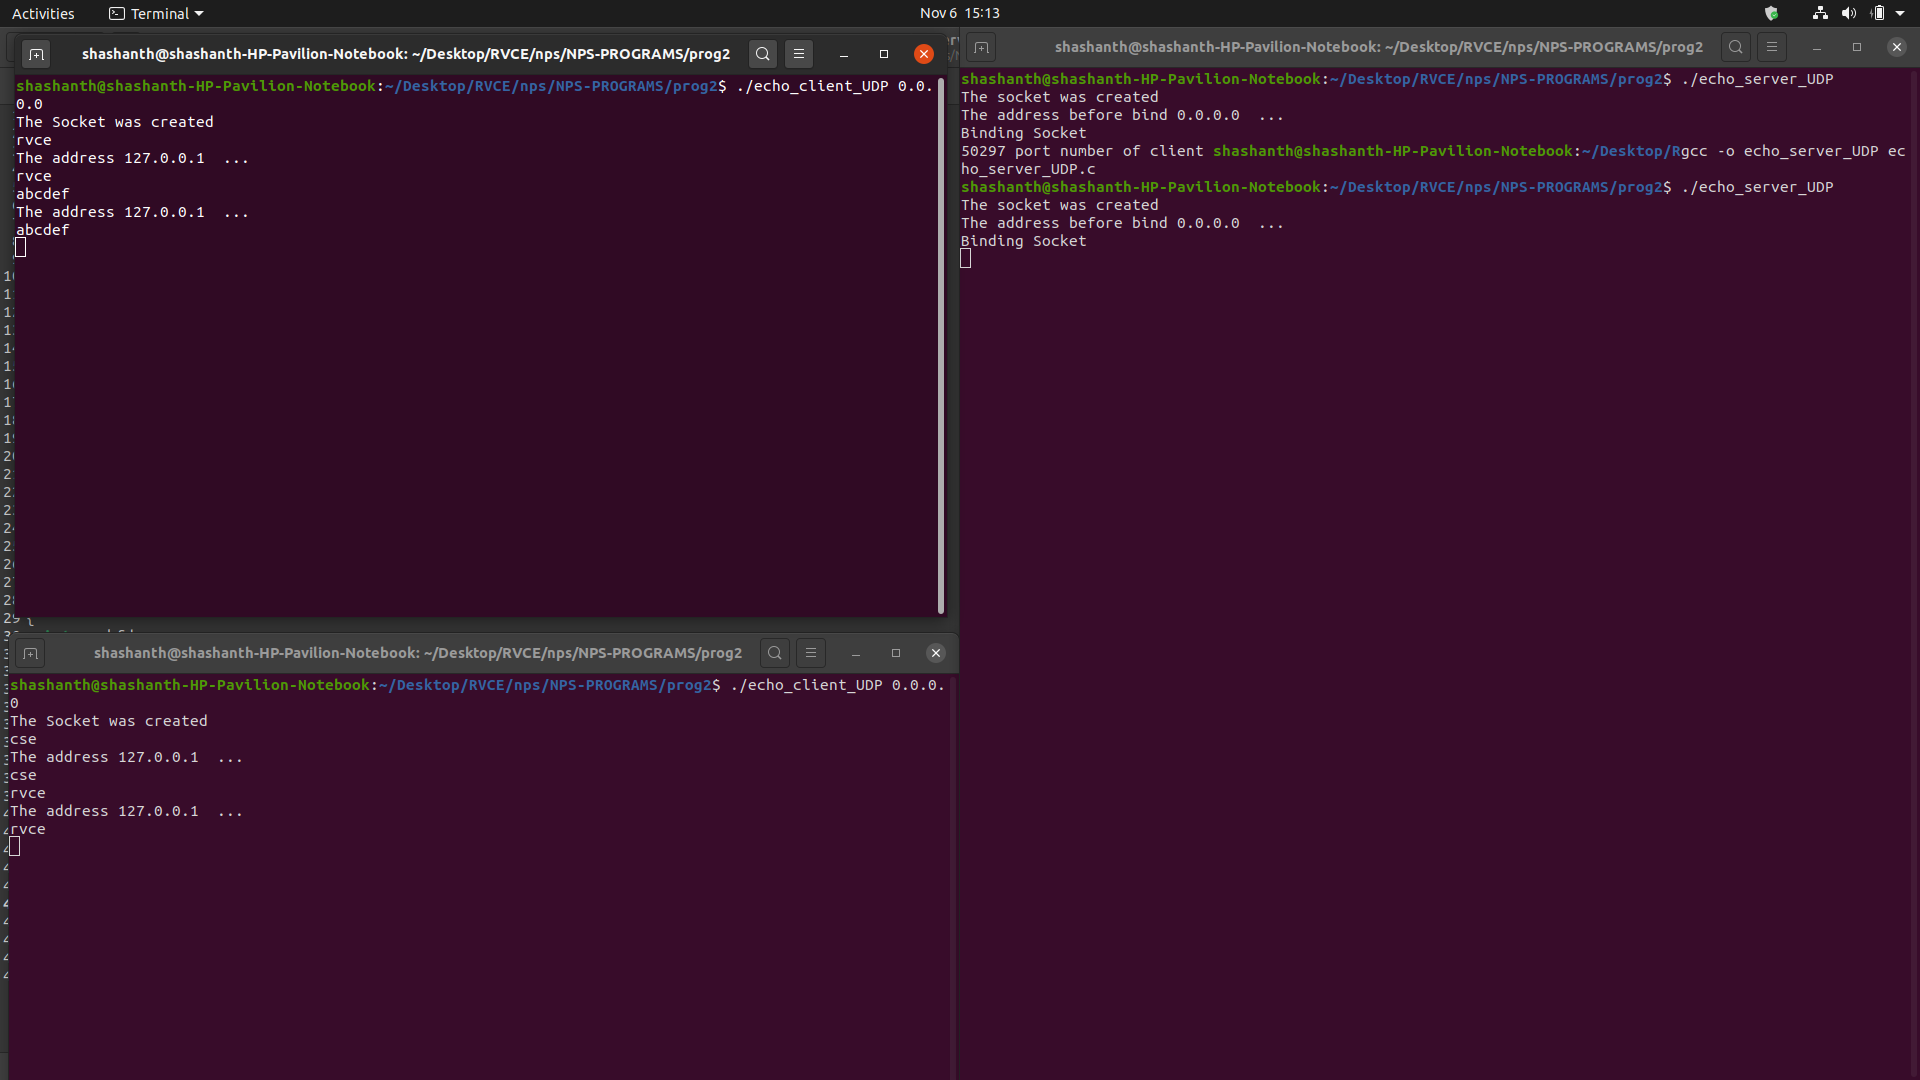 Activities Terminal Nov 6 15:13
shashanth@shashanth-HP-Pavilion-Notebook: ~/Desktop/RVCE/nps/NPS-PROGRAMS/prog2
shashanth@shashanth-HP-Pavilion-Notebook:~/Desktop/RVCE/nps/NPS-PROGRAMS/prog2$ ./echo_client_UDP 0.0.
0.0
The Socket was created
rvce
The address 127.0.0.1 ...
rvce
abcdef
The address 127.0.0.1 ...
abcdef
29 {
shashanth@shashanth-HP-Pavilion-Notebook: ~/Desktop/RVCE/nps/NPS-PROGRAMS/prog2
shashanth@shashanth-HP-Pavilion-Notebook:~/Desktop/RVCE/nps/NPS-PROGRAMS/prog2$ ./echo_client_UDP 0.0.0.
0
The Socket was created
cse
The address 127.0.0.1 ...
cse
rvce
The address 127.0.0.1 ...
rvce
shashanth@shashanth-HP-Pavilion-Notebook: ~/Desktop/RVCE/nps/NPS-PROGRAMS/prog2
shashanth@shashanth-HP-Pavilion-Notebook:~/Desktop/RVCE/nps/NPS-PROGRAMS/prog2$ ./echo_server_UDP
The socket was created
The address before bind 0.0.0.0 ...
Binding Socket
50297 port number of client shashanth@shashanth-HP-Pavilion-Notebook:~/Desktop/Rgcc -o echo_server_UDP ec
ho_server_UDP.c
shashanth@shashanth-HP-Pavilion-Notebook:~/Desktop/RVCE/nps/NPS-PROGRAMS/prog2$ ./echo_server_UDP
The socket was created
The address before bind 0.0.0.0 ...
Binding Socket